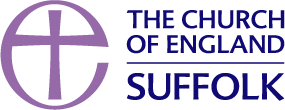 THE CHURCH
OF ENGLAND
SUFFOLK